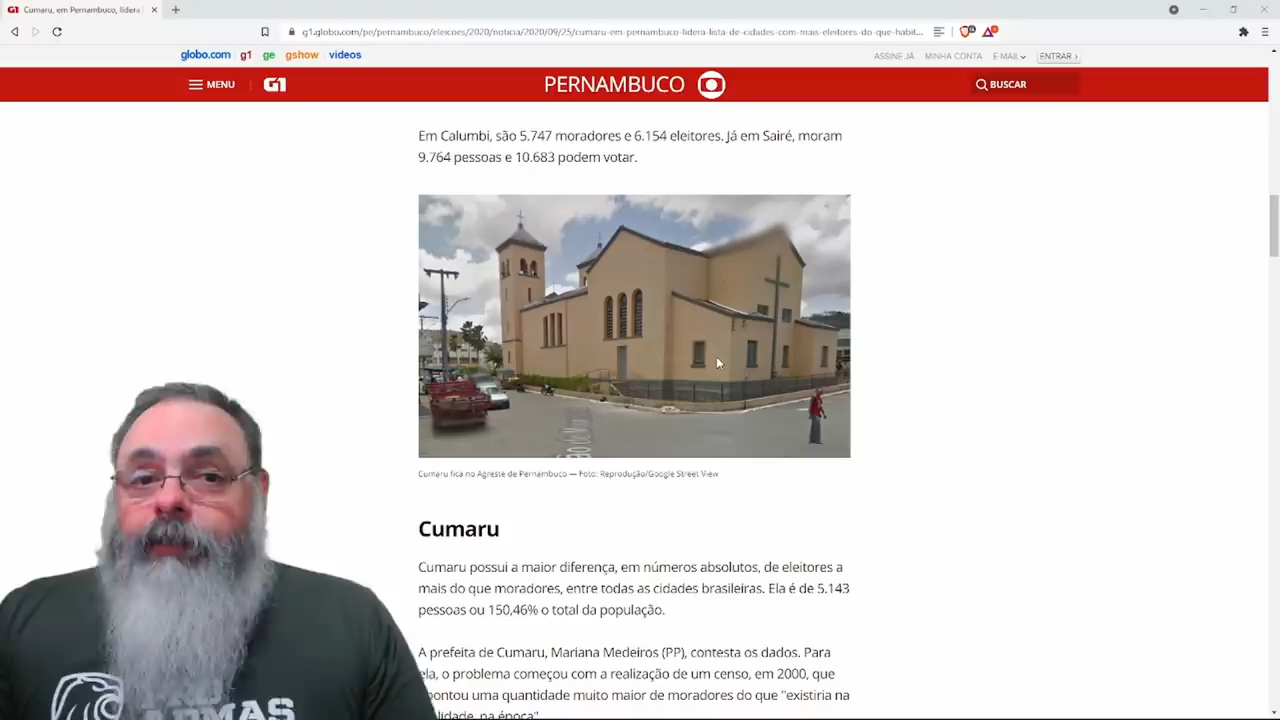 G1 Cumaru, em Pernambuco, lidera
g1.globo.com/pe/pernambuco/eleicoes/2020/noticia/2020/09/25/cumaru-em-pernambuco-lidera-lista-de-cidades-com-mais-eleitores-do-que-habit...
globo.com g1 ge gshow videos
ASSINE JÁ MINHA CONTA E-MAIL ENTRAR ›
MENU G1 PERNAMBUCO BUSCAR
Em Calumbi, são 5.747 moradores e 6.154 eleitores. Já em Sairé, moram
9.764 pessoas e 10.683 podem votar.
Cumaru fica no Agreste de Pernambuco — Foto: Reprodução/Google Street View
Cumaru
Cumaru possui a maior diferença, em números absolutos, de eleitores a
mais do que moradores, entre todas as cidades brasileiras. Ela é de 5.143
pessoas ou 150,46% o total da população.
A prefeita de Cumaru, Mariana Medeiros (PP), contesta os dados. Para
ela, o problema começou com a realização de um censo, em 2000, que
pontou uma quantidade muito maior de moradores do que "existiria na
lidade, na época".
ARMAS